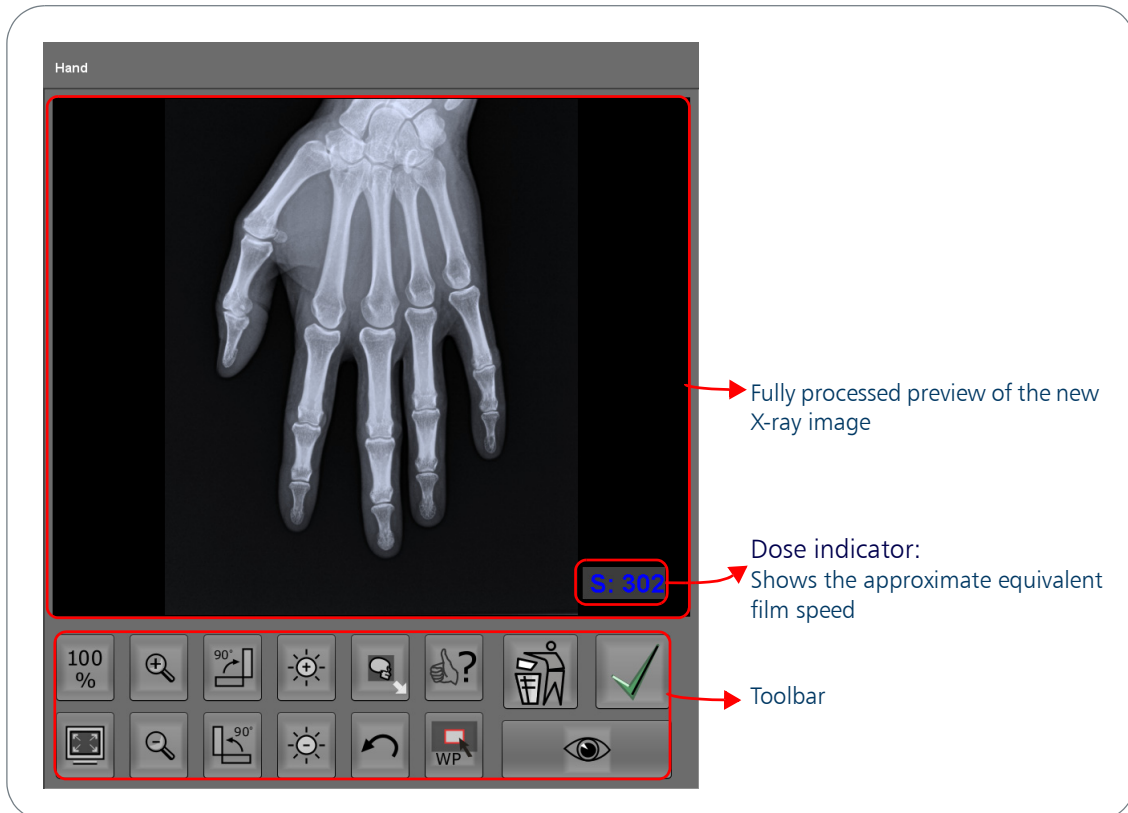 Hand
Fully processed preview of the new
X-ray image
Dose indicator:
S: 302
Shows the approximate equivalent
film speed
100
%
90°
?
Toolbar
90°
WP